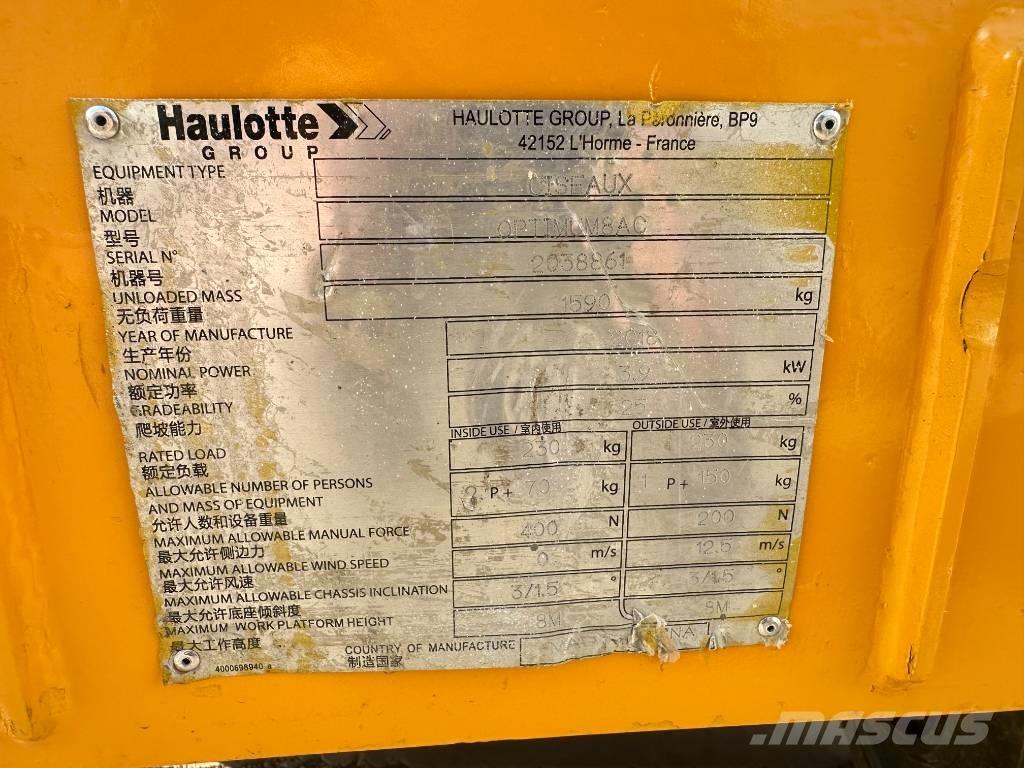 Haulotte
GROUP
HAULOTTE GROUP, La Péronnière, BP9
42152 L'Horme - France
EQUIPMENT TYPE CISEAUX
机器
MODEL OPTIMUM8AC
型号
SERIAL N° 2038861
机器号
UNLOADED MASS 1590 kg
无负荷重量
YEAR OF MANUFACTURE
生产年份
NOMINAL POWER 3.9 kW
额定功率
GRADEABILITY 25 %
爬坡能力
INSIDE USE / 室内使用 OUTSIDE USE / 室外使用
RATED LOAD 230 kg 230 kg
额定负载
ALLOWABLE NUMBER OF PERSONS 2 P + 70 kg 1 P + 150 kg
AND MASS OF EQUIPMENT
允许人数和设备重量
MAXIMUM ALLOWABLE MANUAL FORCE 400 N 200 N
最大允许侧边力
MAXIMUM ALLOWABLE WIND SPEED 0 m/s 12.5 m/s
最大允许风速
MAXIMUM ALLOWABLE CHASSIS INCLINATION 3/1.5 ° 3/1.5 °
最大允许底座倾斜度
MAXIMUM WORK PLATFORM HEIGHT 8M 8M
最大工作高度
COUNTRY OF MANUFACTURE
制造国家
4000698940 a
MASCUS